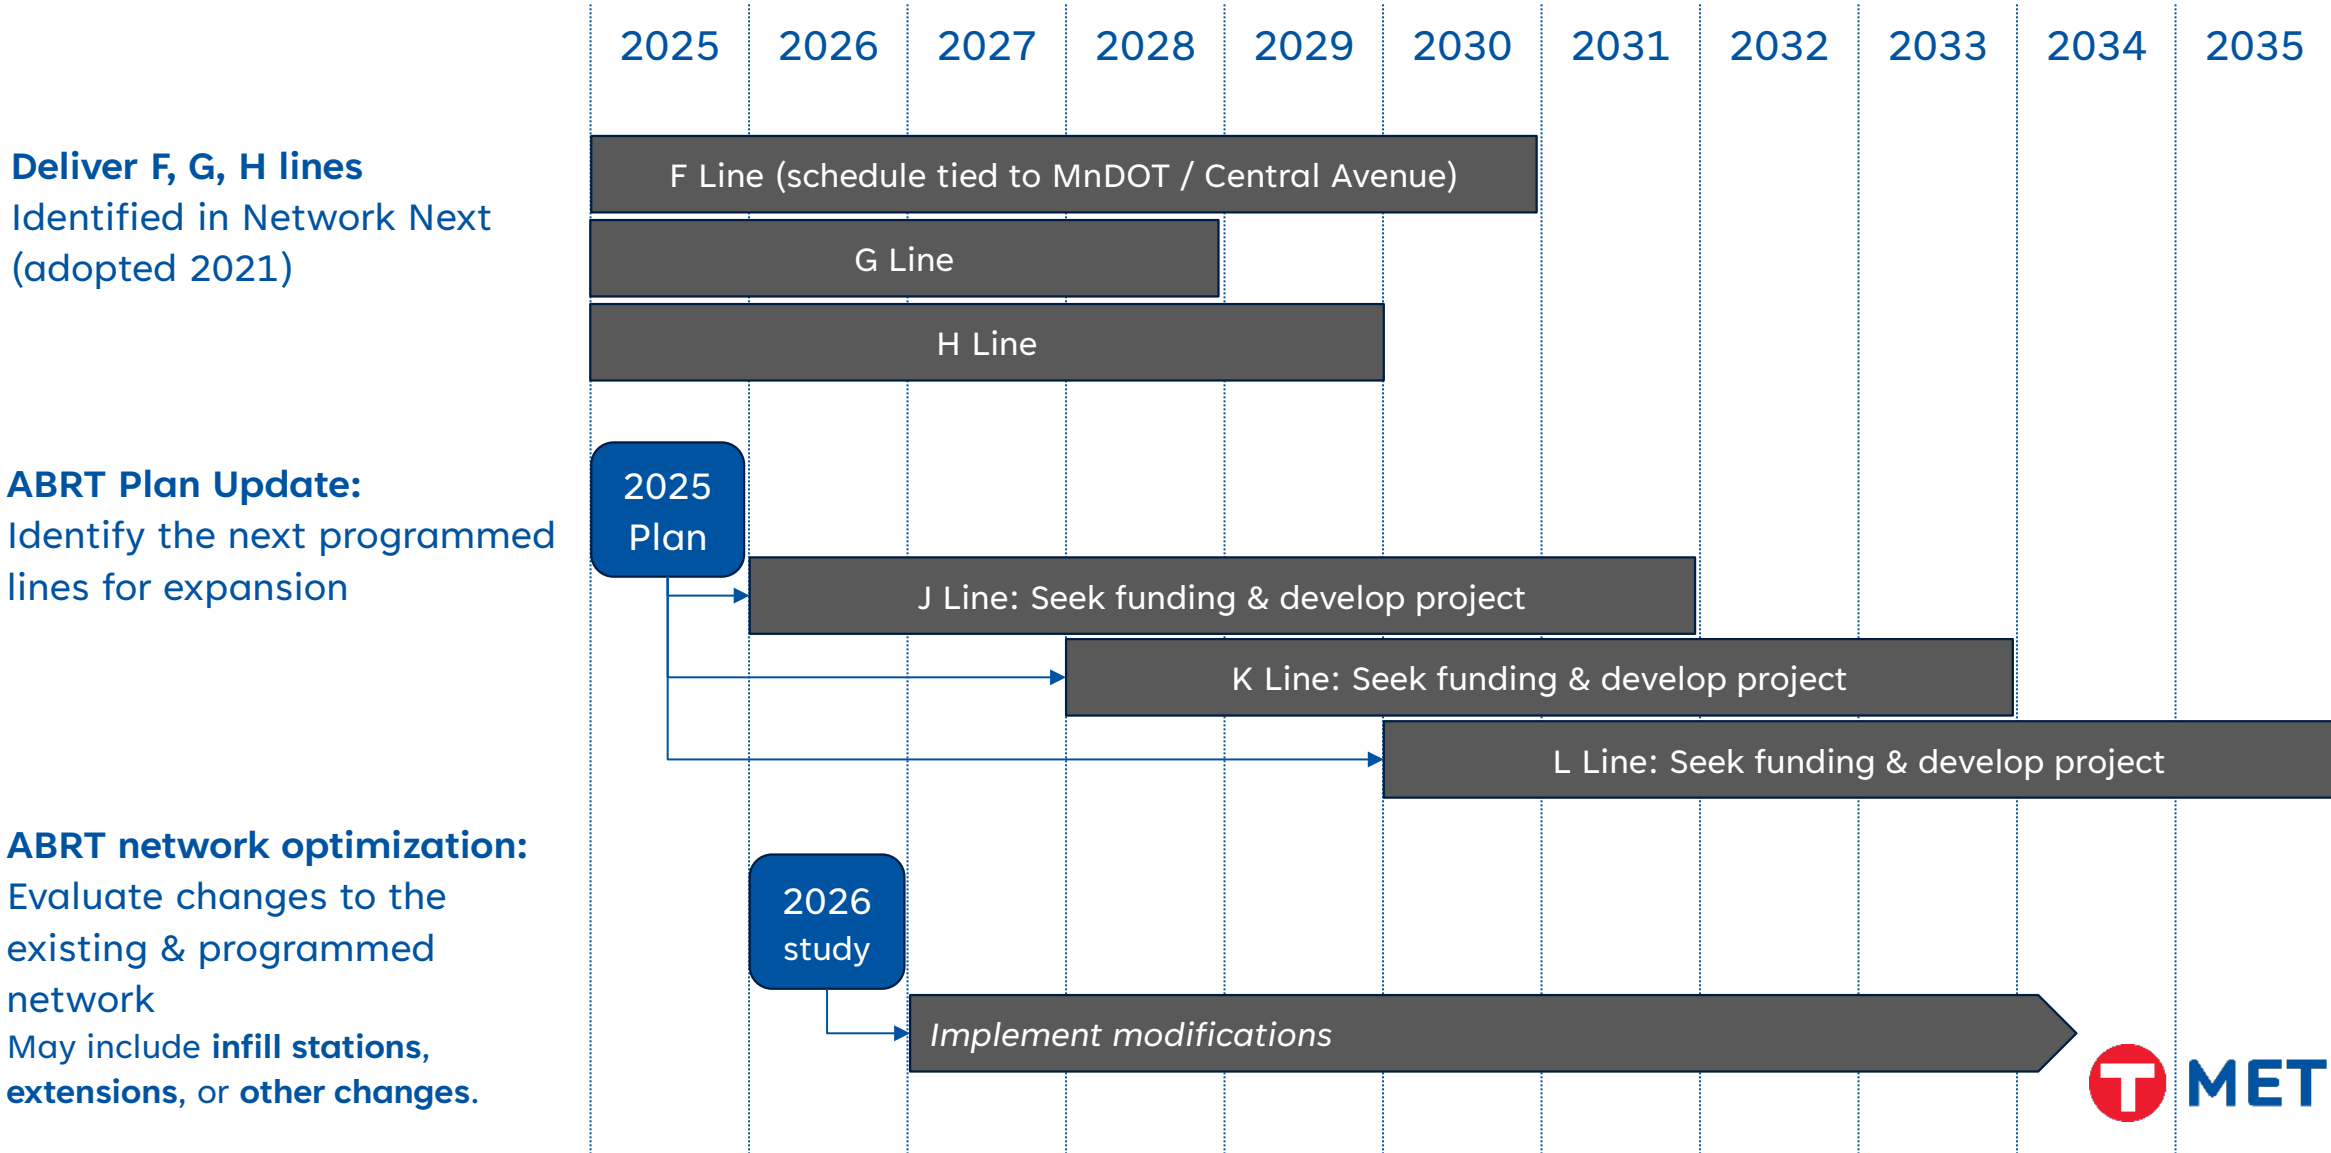 2025 2026 2027 2028 2029 2030 2031 2032 2033 2034 2035
Deliver F, G, H lines
Identified in Network Next
(adopted 2021)
F Line (schedule tied to MnDOT / Central Avenue)
G Line
H Line
ABRT Plan Update:
Identify the next programmed
lines for expansion
2025
Plan
J Line: Seek funding & develop project
K Line: Seek funding & develop project
L Line: Seek funding & develop project
ABRT network optimization:
Evaluate changes to the
existing & programmed
network
May include infill stations,
extensions, or other changes.
2026
study
Implement modifications
T MET